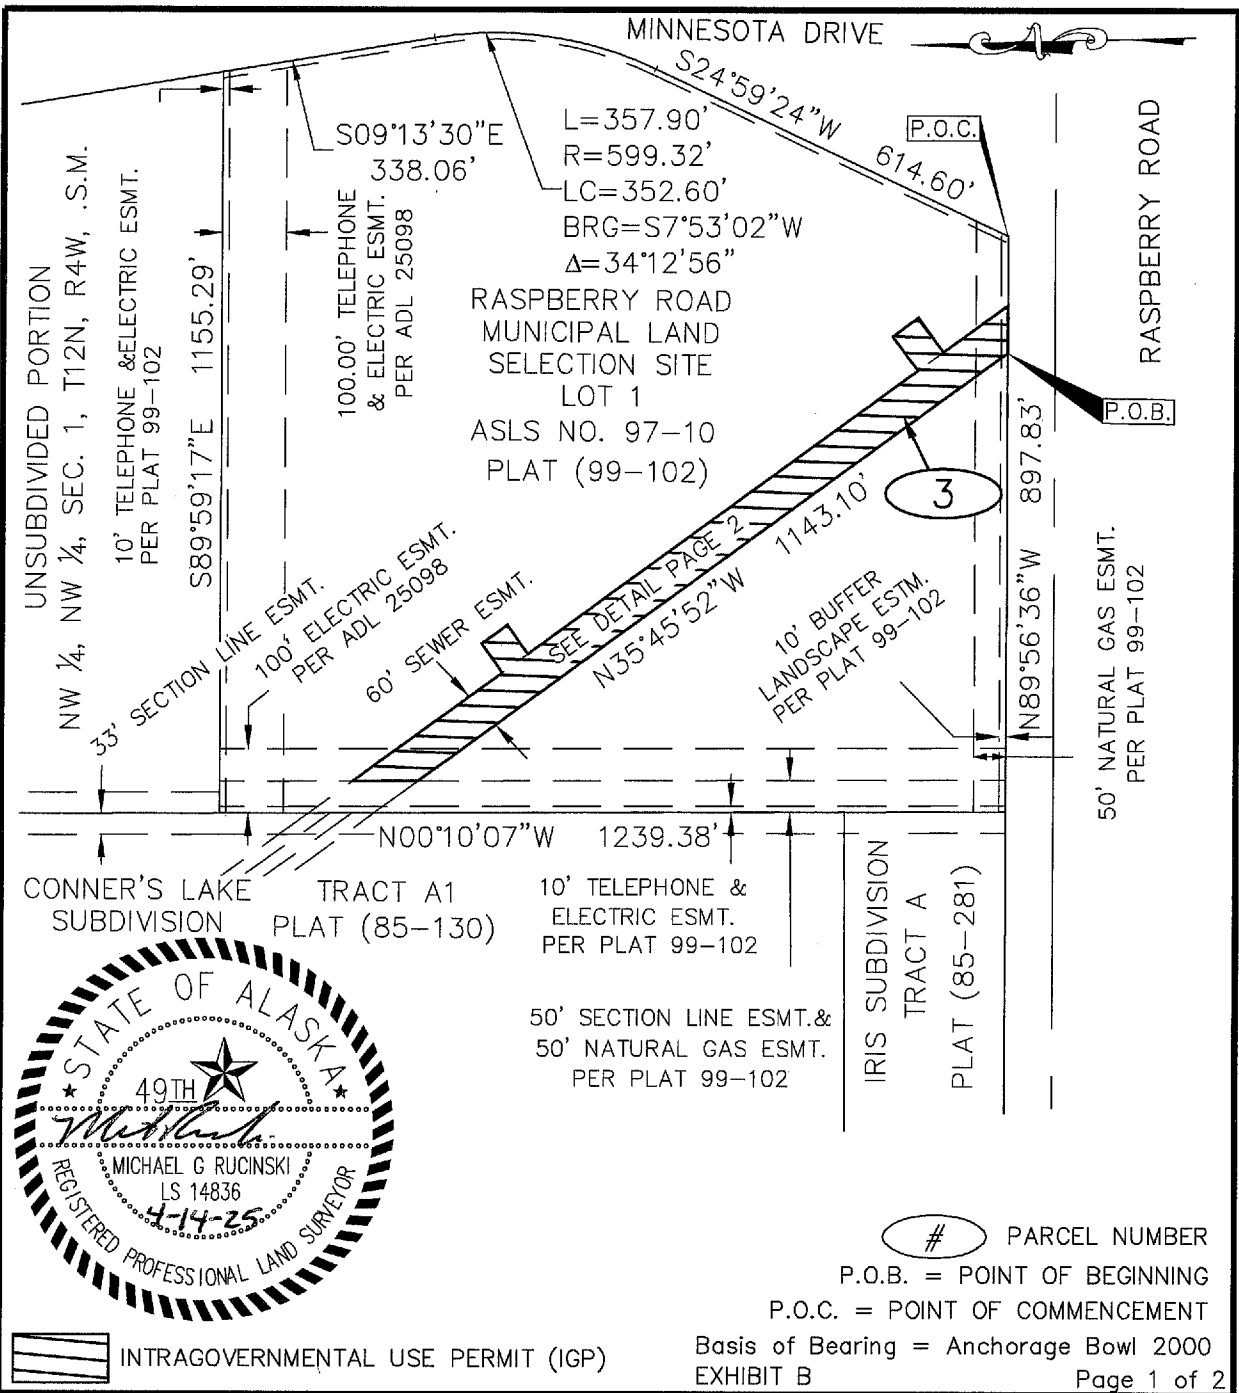 MINNESOTA DRIVE
N
S24°59'24"W 614.60'
P.O.C.
RASPBERRY ROAD
S09°13'30"E
338.06'
L=357.90'
R=599.32'
LC=352.60'
BRG=S7°53'02"W
Δ=34°12'56"
UNSUBDIVIDED PORTION
NW ¼, NW ¼, SEC. 1, T12N, R4W, .S.M.
10' TELEPHONE &ELECTRIC ESMT.
PER PLAT 99-102
S89°59'17"E 1155.29'
100.00' TELEPHONE
& ELECTRIC ESMT.
PER ADL 25098
RASPBERRY ROAD
MUNICIPAL LAND
SELECTION SITE
LOT 1
ASLS NO. 97-10
PLAT (99-102)
P.O.B.
3
N89°56'36"W 897.83'
50' NATURAL GAS ESMT.
PER PLAT 99-102
33' SECTION LINE ESMT.
100' ELECTRIC ESMT.
PER ADL 25098
60' SEWER ESMT.
SEE DETAIL PAGE 2
N35°45'52"W 1143.10'
10' BUFFER
LANDSCAPE ESTM.
PER PLAT 99-102
N00°10'07"W 1239.38'
CONNER'S LAKE
SUBDIVISION
TRACT A1
PLAT (85-130)
10' TELEPHONE &
ELECTRIC ESMT.
PER PLAT 99-102
50' SECTION LINE ESMT.&
50' NATURAL GAS ESMT.
PER PLAT 99-102
IRIS SUBDIVISION
TRACT A
PLAT (85-281)
STATE OF ALASKA
49TH
MICHAEL G RUCINSKI
LS 14836
4-14-25
REGISTERED PROFESSIONAL LAND SURVEYOR
# PARCEL NUMBER
P.O.B. = POINT OF BEGINNING
P.O.C. = POINT OF COMMENCEMENT
INTRAGOVERNMENTAL USE PERMIT (IGP)
Basis of Bearing = Anchorage Bowl 2000
EXHIBIT B
Page 1 of 2